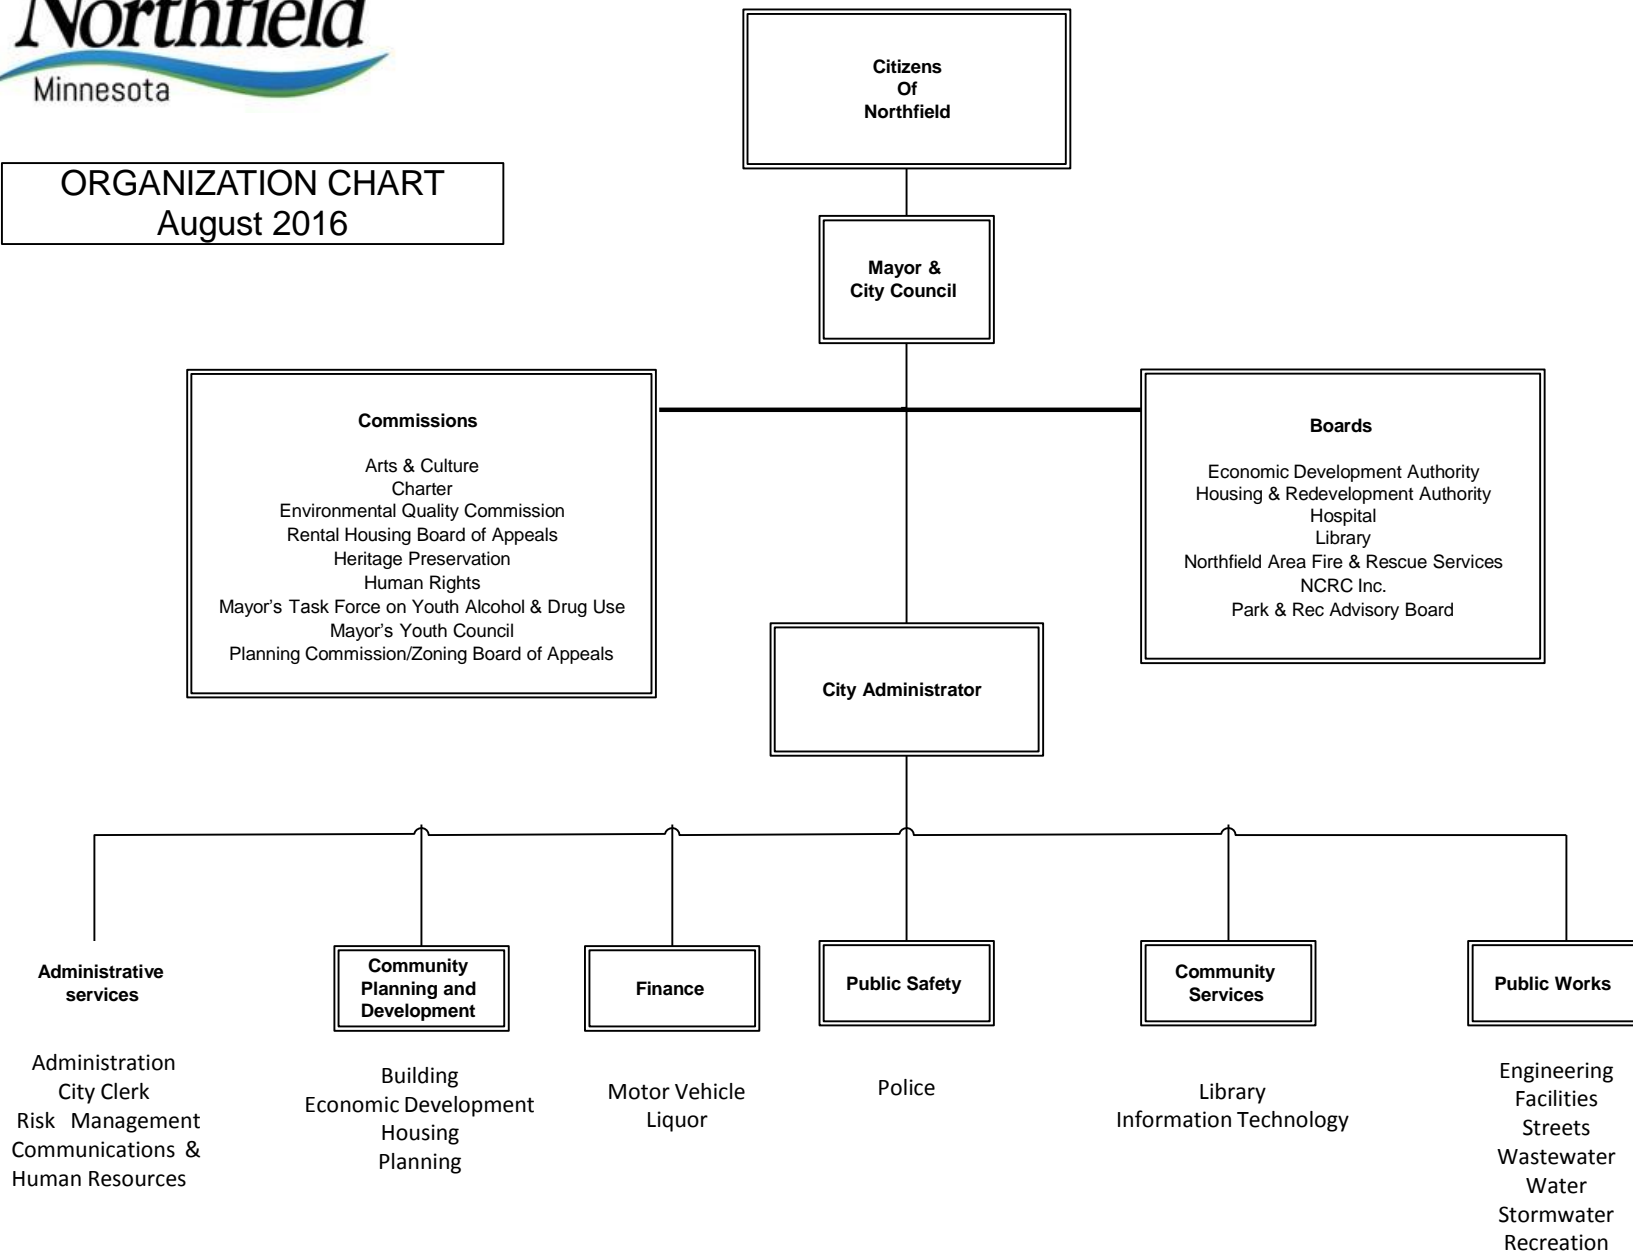 Northfield
Minnesota
ORGANIZATION CHART
August 2016
Citizens
Of
Northfield
Mayor &
City Council
Commissions
Arts & Culture
Charter
Environmental Quality Commission
Rental Housing Board of Appeals
Heritage Preservation
Human Rights
Mayor's Task Force on Youth Alcohol & Drug Use
Mayor's Youth Council
Planning Commission/Zoning Board of Appeals
Boards
Economic Development Authority
Housing & Redevelopment Authority
Hospital
Library
Northfield Area Fire & Rescue Services
NCRC Inc.
Park & Rec Advisory Board
City Administrator
Administrative
services
Administration
City Clerk
Risk Management
Communications &
Human Resources
Community
Planning and
Development
Building
Economic Development
Housing
Planning
Finance
Motor Vehicle
Liquor
Public Safety
Police
Community
Services
Library
Information Technology
Public Works
Engineering
Facilities
Streets
Wastewater
Water
Stormwater
Recreation